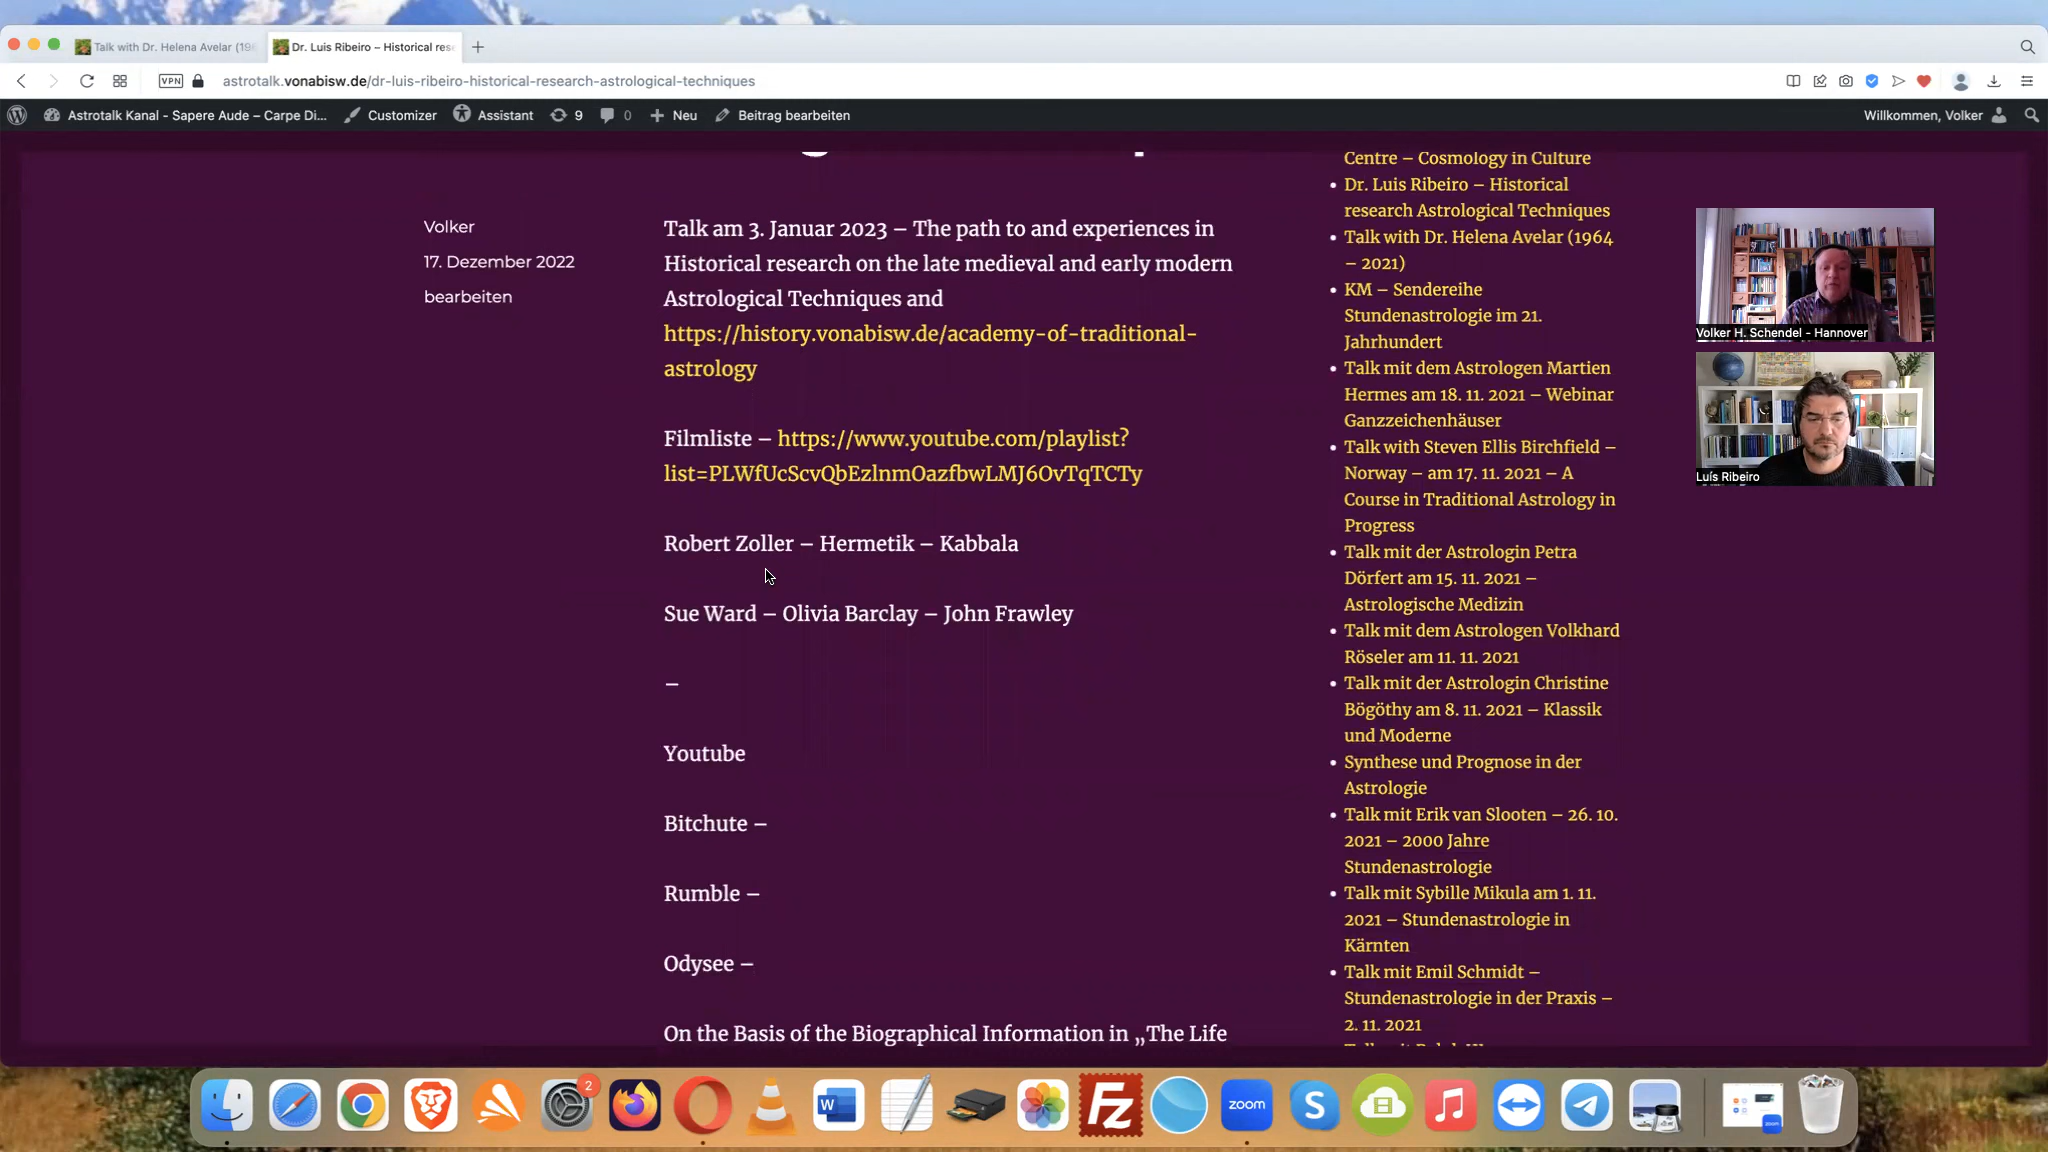 Talk with Dr. Helena Avelar (19
Dr. Luis Ribeiro – Historical rese
VPN
astrotalk.vonabisw.de/dr-luis-ribeiro-historical-research-astrological-techniques
Astrotalk Kanal - Sapere Aude – Carpe Di...
Customizer
Assistant
9
0
Neu
Beitrag bearbeiten
Willkommen, Volker
Volker
17. Dezember 2022
bearbeiten
Talk am 3. Januar 2023 – The path to and experiences in
Historical research on the late medieval and early modern
Astrological Techniques and
https://history.vonabisw.de/academy-of-traditional-
astrology
Filmliste – https://www.youtube.com/playlist?
list=PLWfUcScvQbEzlnmOazfbwLMJ6OvTqTCTy
Robert Zoller – Hermetik – Kabbala
Sue Ward – Olivia Barclay – John Frawley
–
Youtube
Bitchute –
Rumble –
Odysee –
On the Basis of the Biographical Information in „The Life
Centre – Cosmology in Culture
• Dr. Luis Ribeiro – Historical
research Astrological Techniques
• Talk with Dr. Helena Avelar (1964
– 2021)
• KM – Sendereihe
Stundenastrologie im 21.
Jahrhundert
• Talk mit dem Astrologen Martien
Hermes am 18. 11. 2021 – Webinar
Ganzzeichenhäuser
• Talk with Steven Ellis Birchfield –
Norway – am 17. 11. 2021 – A
Course in Traditional Astrology in
Progress
• Talk mit der Astrologin Petra
Dörfert am 15. 11. 2021 –
Astrologische Medizin
• Talk mit dem Astrologen Volkhard
Röseler am 11. 11. 2021
• Talk mit der Astrologin Christine
Bögöthy am 8. 11. 2021 – Klassik
und Moderne
• Synthese und Prognose in der
Astrologie
• Talk mit Erik van Slooten – 26. 10.
2021 – 2000 Jahre
Stundenastrologie
• Talk mit Sybille Mikula am 1. 11.
2021 – Stundenastrologie in
Kärnten
• Talk mit Emil Schmidt –
Stundenastrologie in der Praxis –
2. 11. 2021
Volker H. Schendel - Hannover
Luís Ribeiro
2
W
Fz
zoom
S
zoom